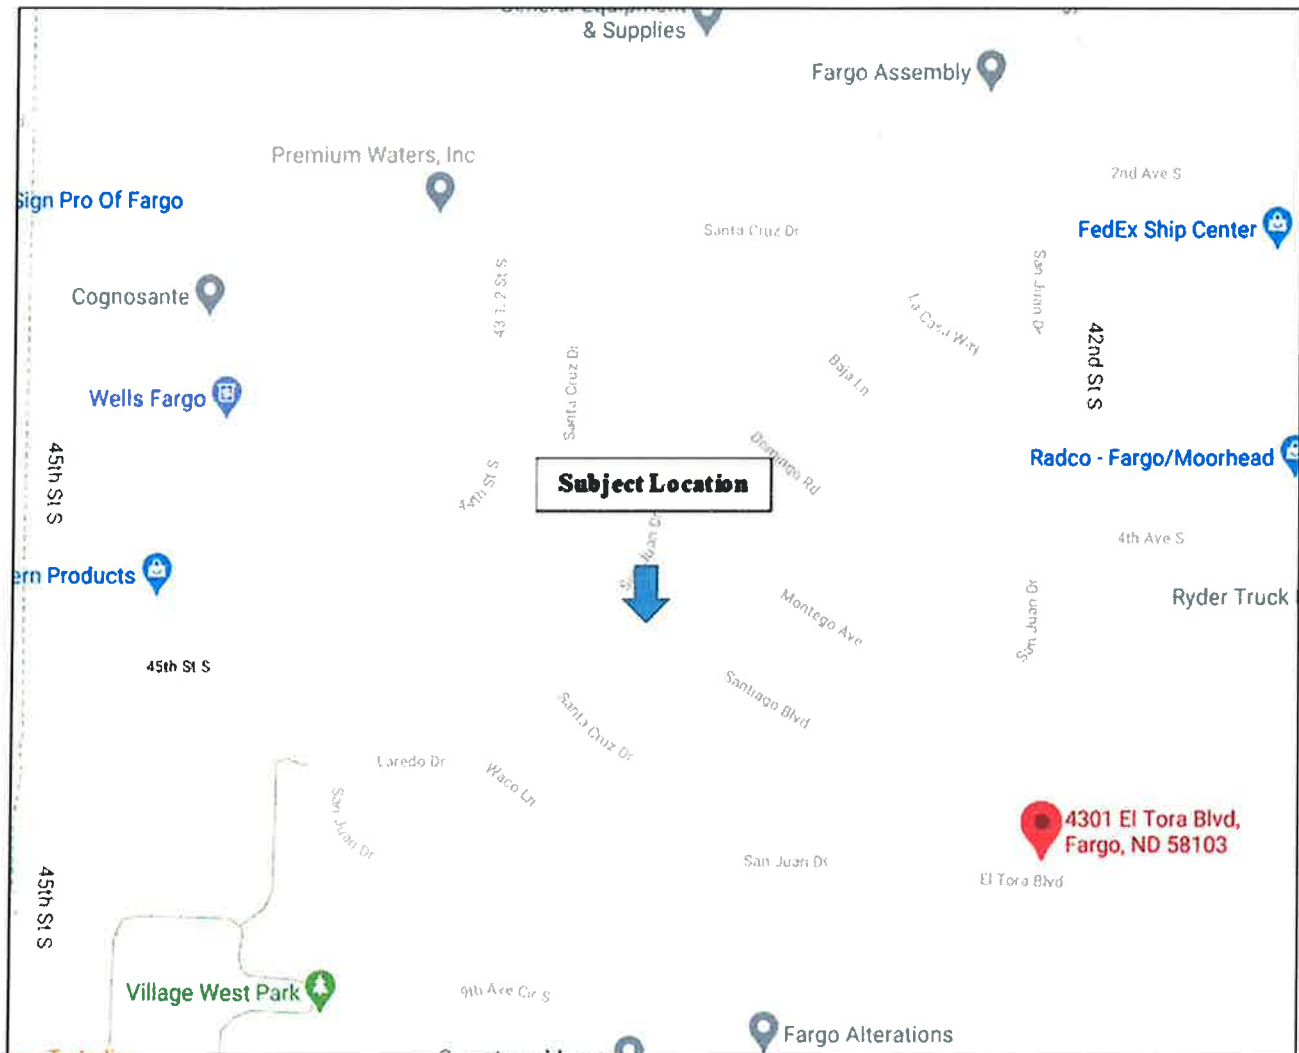 General Equipment
& Supplies
Fargo Assembly
Premium Waters, Inc
2nd Ave S
Sign Pro Of Fargo
Santa Cruz Dr
FedEx Ship Center
Cognosante
43 1/2 St S
San Juan Dr
La Casa Way
42nd St S
Santa Cruz Dr
Baja Ln
Wells Fargo
45th St S
44th St S
Domingo Rd
Radco - Fargo/Moorhead
Subject Location
San Juan Dr
4th Ave S
ern Products
Montego Ave
San Juan Dr
Ryder Truck
45th St S
Santiago Blvd
Santa Cruz Dr
Laredo Dr
Waco Ln
San Juan Dr
4301 El Tora Blvd,
Fargo, ND 58103
San Juan Dr
El Tora Blvd
45th St S
Village West Park
9th Ave Cir S
Fargo Alterations